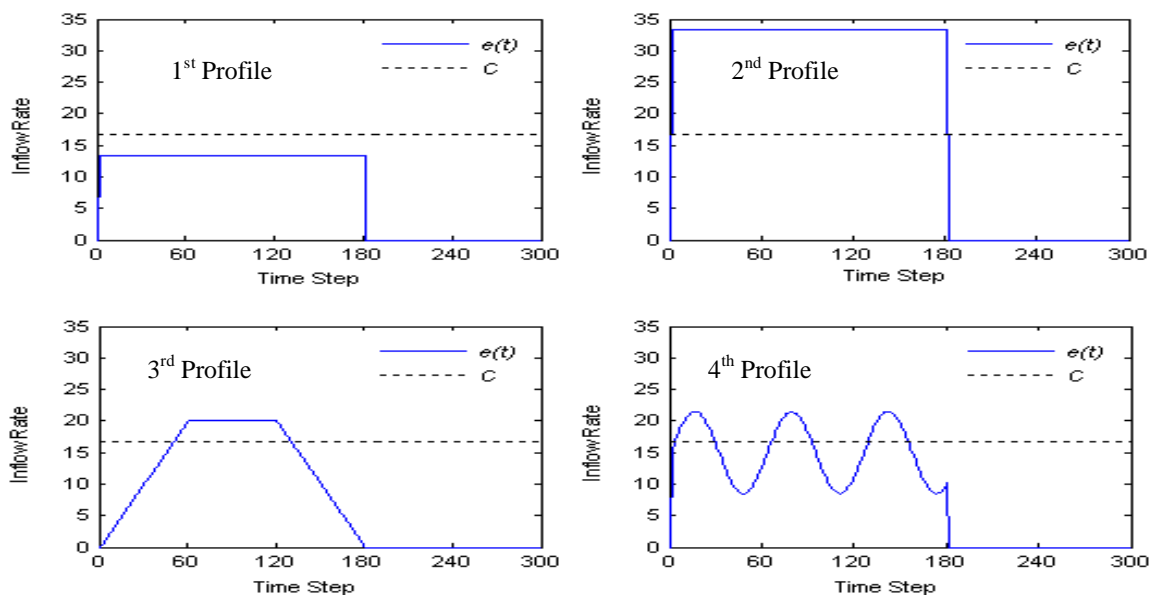 35
30
25
20
15
10
5
0
InflowRate
1st Profile
e(t)
C
0 60 120 180 240 300
Time Step
35
30
25
20
15
10
5
0
InflowRate
2nd Profile
e(t)
C
0 60 120 180 240 300
Time Step
35
30
25
20
15
10
5
0
InflowRate
3rd Profile
e(t)
C
0 60 120 180 240 300
Time Step
35
30
25
20
15
10
5
0
InflowRate
4th Profile
e(t)
C
0 60 120 180 240 300
Time Step